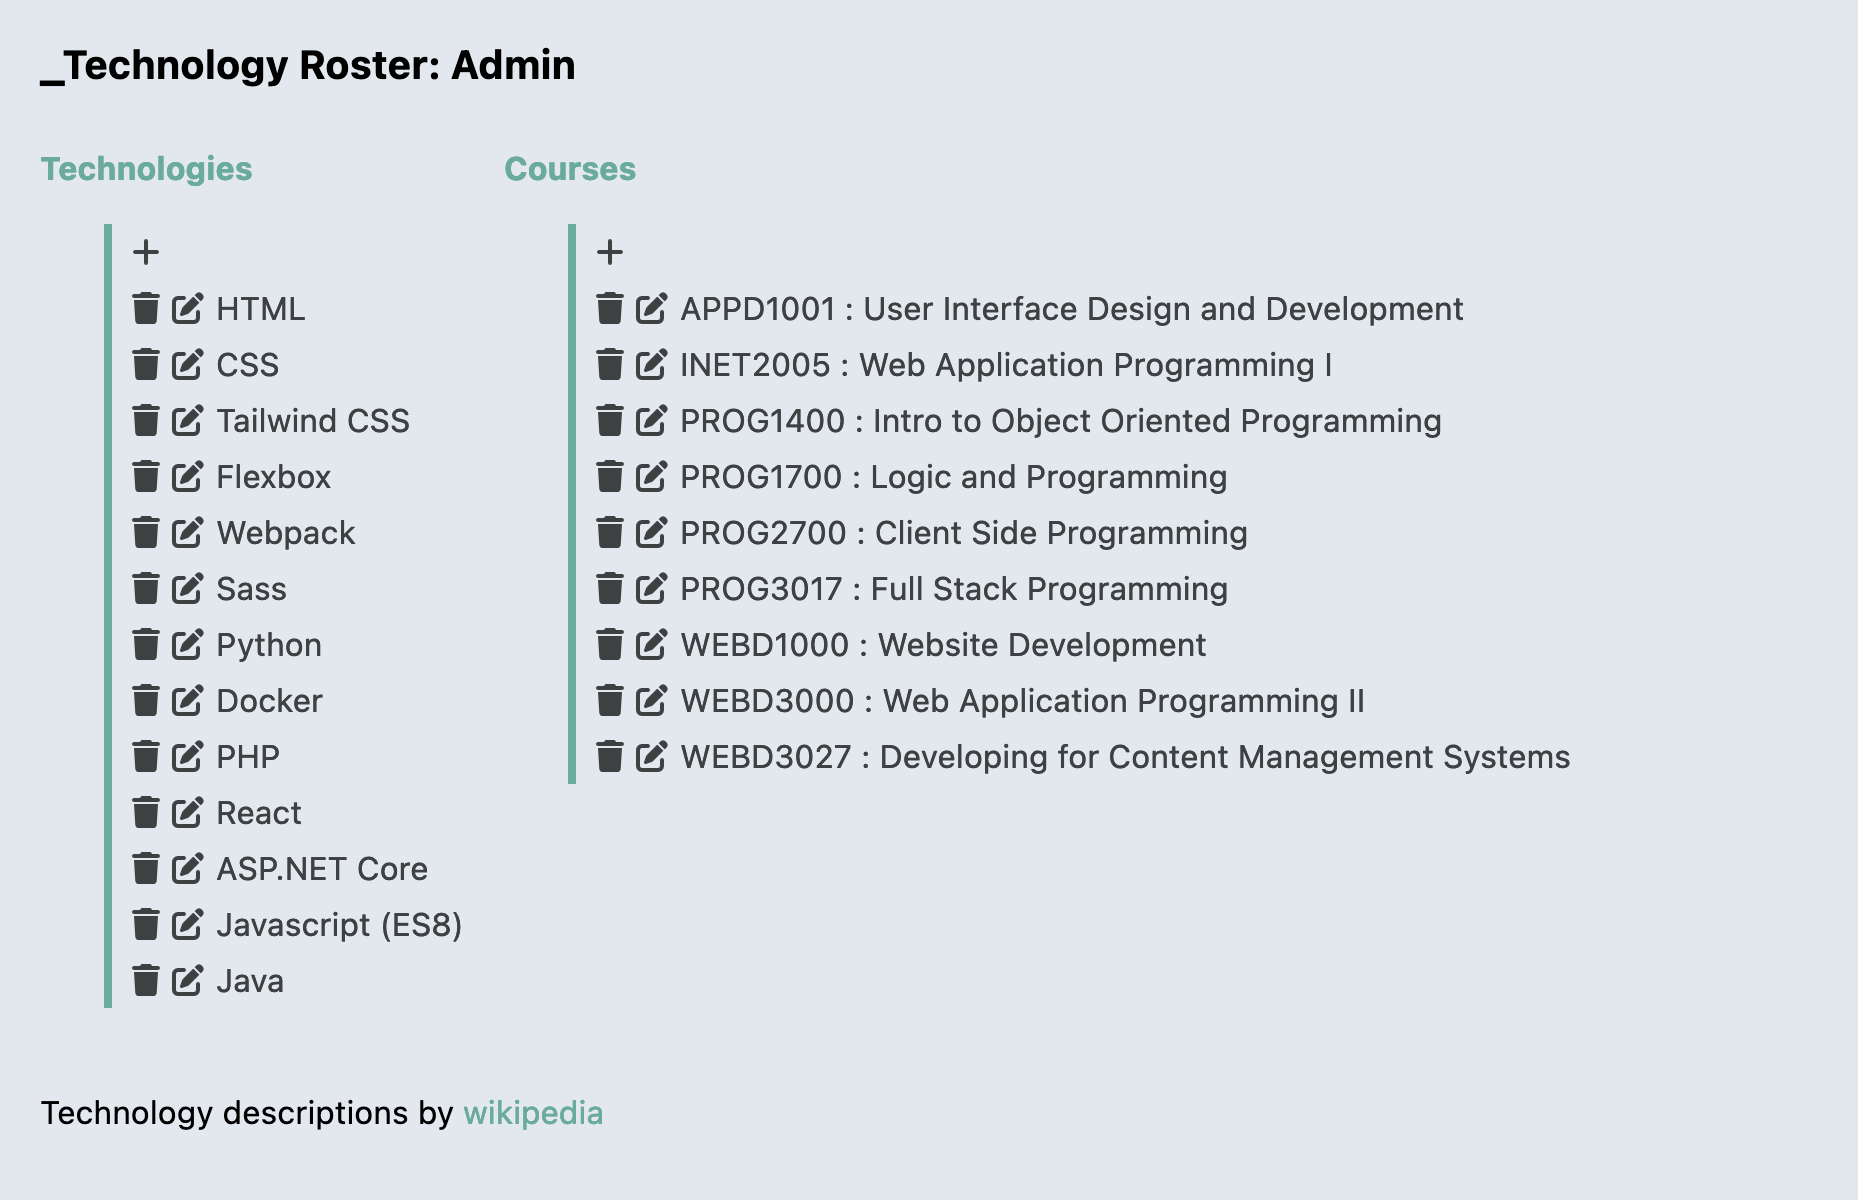 _Technology Roster: Admin
Technologies
+
HTML
CSS
Tailwind CSS
Flexbox
Webpack
Sass
Python
Docker
PHP
React
ASP.NET Core
Javascript (ES8)
Java
Courses
+
APPD1001 : User Interface Design and Development
INET2005 : Web Application Programming I
PROG1400 : Intro to Object Oriented Programming
PROG1700 : Logic and Programming
PROG2700 : Client Side Programming
PROG3017 : Full Stack Programming
WEBD1000 : Website Development
WEBD3000 : Web Application Programming II
WEBD3027 : Developing for Content Management Systems
Technology descriptions by wikipedia